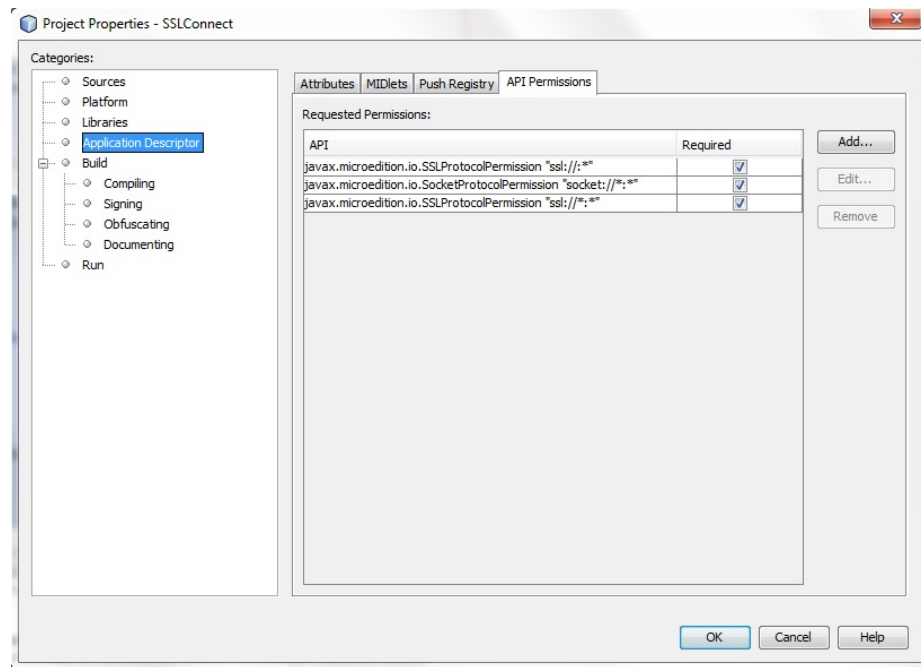 Project Properties - SSLConnect
Categories:
Sources
Platform
Libraries
Application Descriptor
Build
Compiling
Signing
Obfuscating
Documenting
Run
Attributes MIDlets Push Registry API Permissions
Requested Permissions:
API Required
javax.microedition.io.SSLProtocolPermission "ssl://:*"
javax.microedition.io.SocketProtocolPermission "socket://*:*"
javax.microedition.io.SSLProtocolPermission "ssl://*:*"
Add...
Edit...
Remove
OK Cancel Help